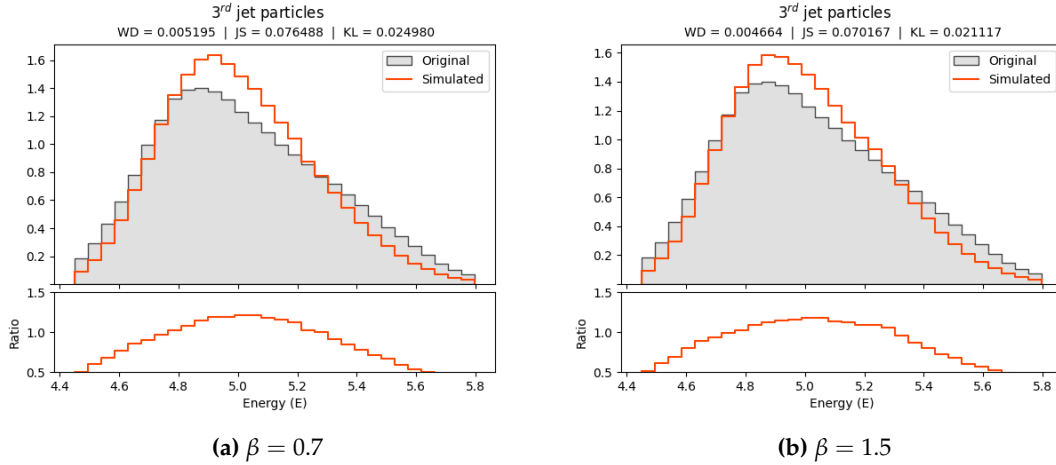 3rd jet particles
WD = 0.005195 | JS = 0.076488 | KL = 0.024980
1.6
1.4
1.2
1.0
0.8
0.6
0.4
0.2
Original
Simulated
1.5
1.0
0.5
Ratio
4.4 4.6 4.8 5.0 5.2 5.4 5.6 5.8
Energy (E)
(a) β = 0.7
3rd jet particles
WD = 0.004664 | JS = 0.070167 | KL = 0.021117
1.6
1.4
1.2
1.0
0.8
0.6
0.4
0.2
Original
Simulated
1.5
1.0
0.5
Ratio
4.4 4.6 4.8 5.0 5.2 5.4 5.6 5.8
Energy (E)
(b) β = 1.5